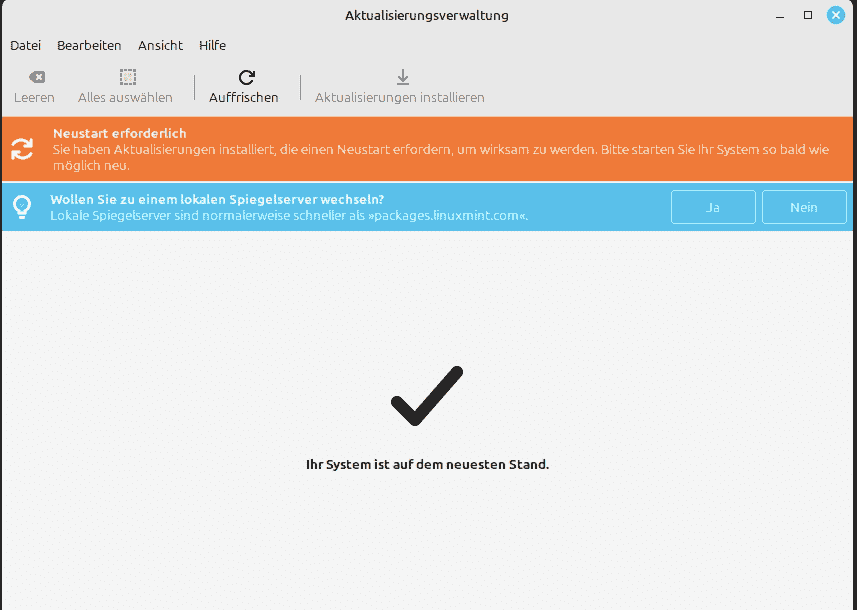 Aktualisierungsverwaltung
Datei Bearbeiten Ansicht Hilfe
Leeren Alles auswählen Auffrischen Aktualisierungen installieren
Neustart erforderlich
Sie haben Aktualisierungen installiert, die einen Neustart erfordern, um wirksam zu werden. Bitte starten Sie Ihr System so bald wie
möglich neu.
Wollen Sie zu einem lokalen Spiegelserver wechseln?
Lokale Spiegelserver sind normalerweise schneller als »packages.linuxmint.com«.
Ja Nein
Ihr System ist auf dem neuesten Stand.